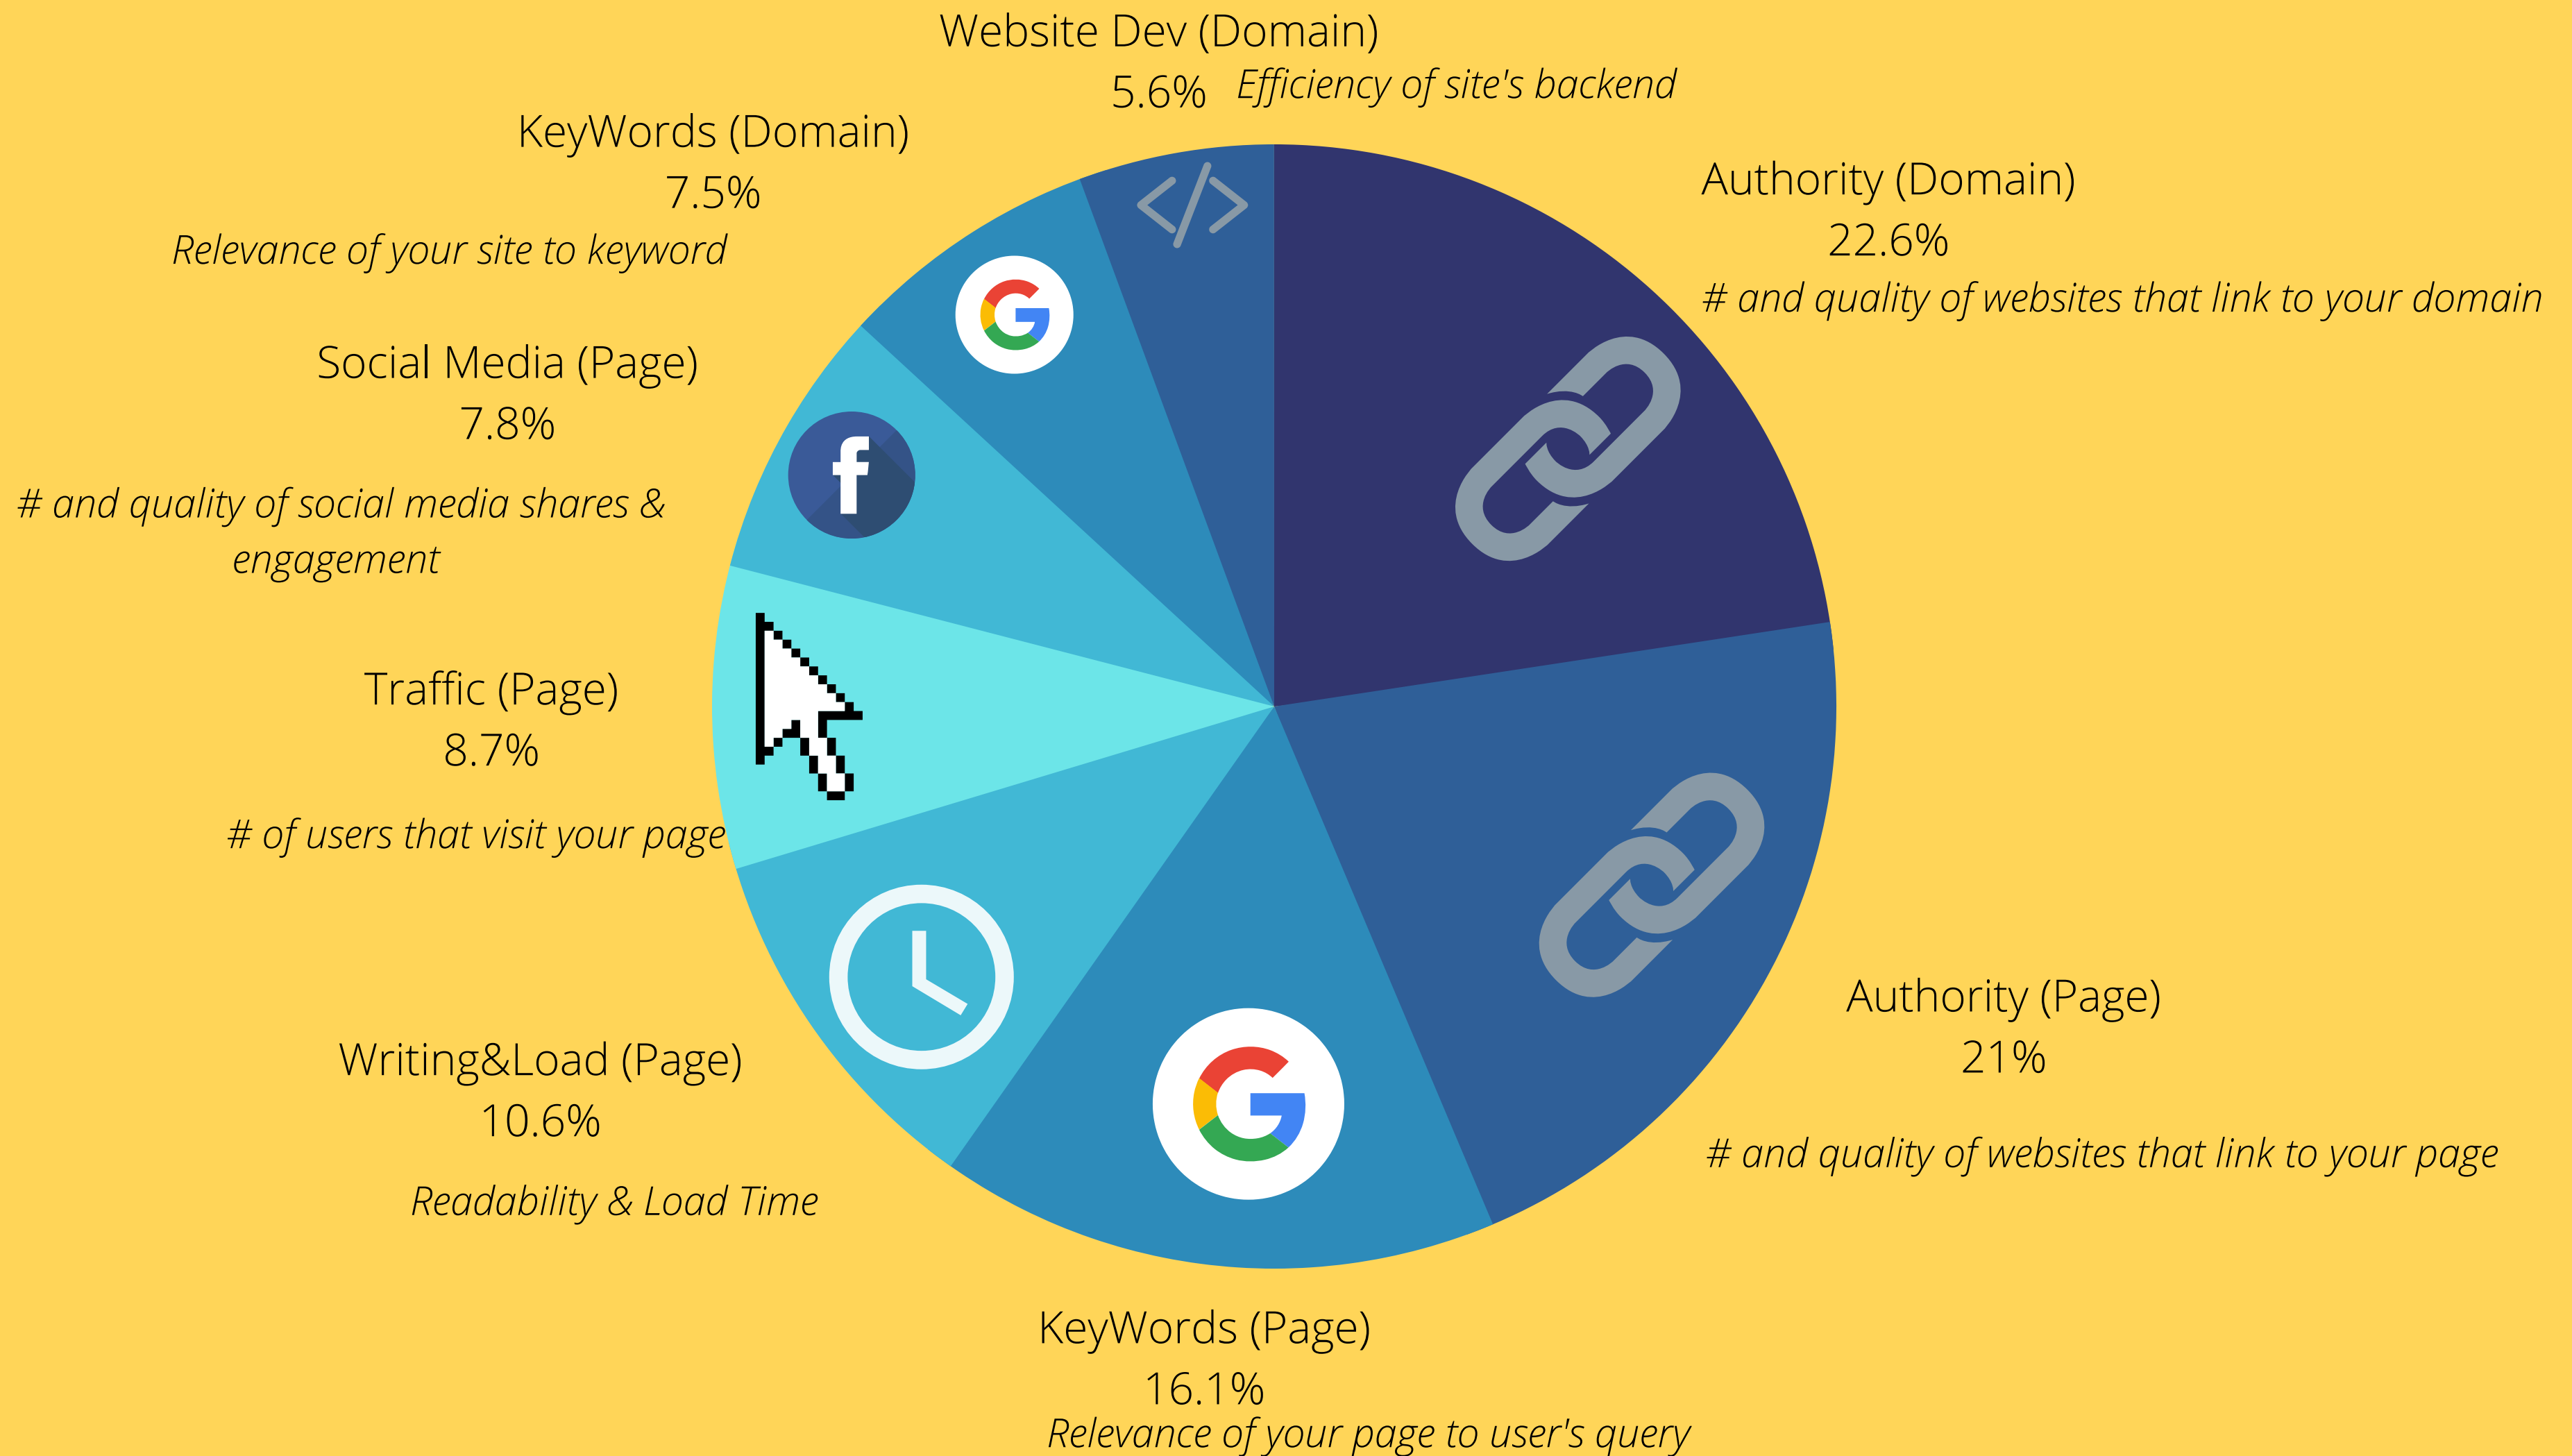 Website Dev (Domain)
5.6%
Efficiency of site's backend
Authority (Domain)
22.6%
# and quality of websites that link to your domain
Authority (Page)
21%
# and quality of websites that link to your page
KeyWords (Page)
16.1%
Relevance of your page to user's query
Writing&Load (Page)
10.6%
Readability & Load Time
Traffic (Page)
8.7%
# of users that visit your page
Social Media (Page)
7.8%
# and quality of social media shares &
engagement
KeyWords (Domain)
7.5%
Relevance of your site to keyword